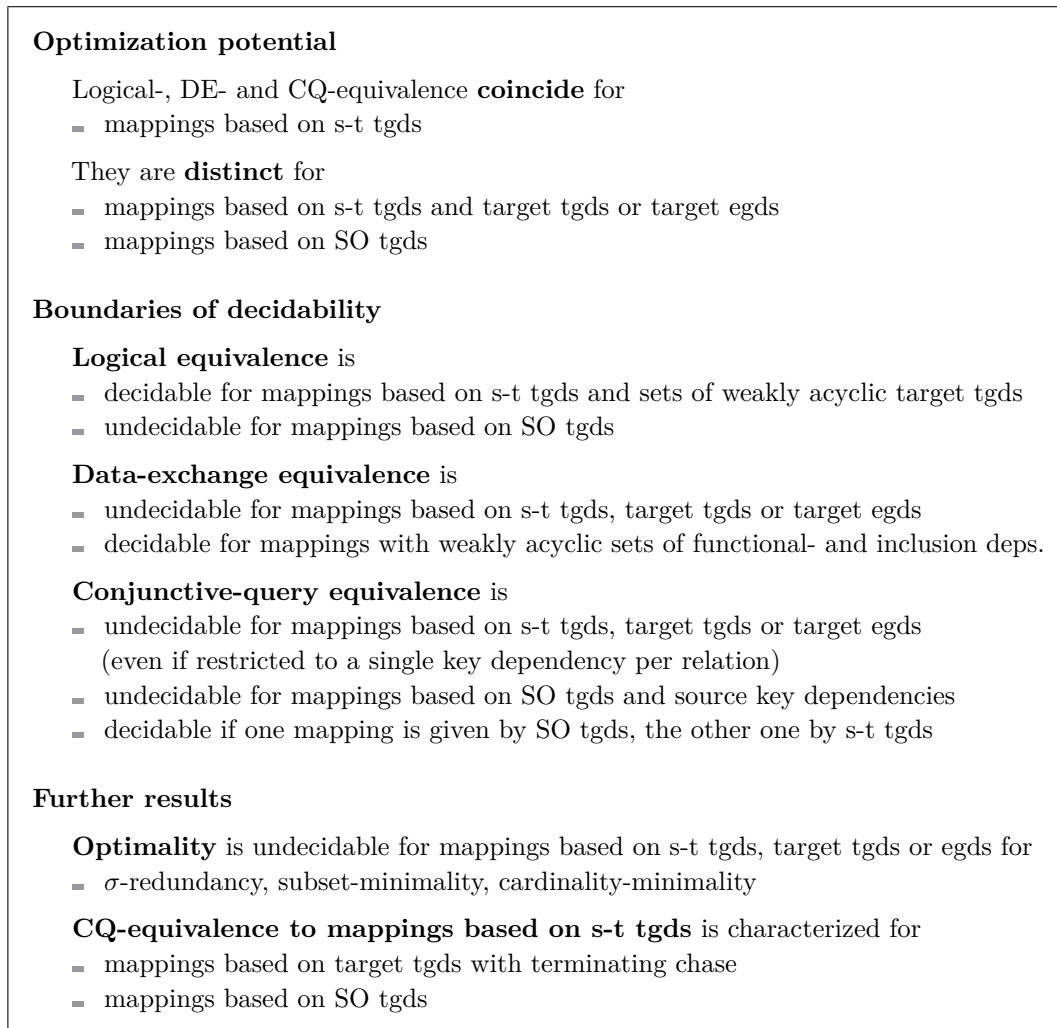 Optimization potential
Logical-, DE- and CQ-equivalence coincide for
mappings based on s-t tgds
They are distinct for
mappings based on s-t tgds and target tgds or target egds
mappings based on SO tgds
Boundaries of decidability
Logical equivalence is
decidable for mappings based on s-t tgds and sets of weakly acyclic target tgds
undecidable for mappings based on SO tgds
Data-exchange equivalence is
undecidable for mappings based on s-t tgds, target tgds or target egds
decidable for mappings with weakly acyclic sets of functional- and inclusion deps.
Conjunctive-query equivalence is
undecidable for mappings based on s-t tgds, target tgds or target egds
(even if restricted to a single key dependency per relation)
undecidable for mappings based on SO tgds and source key dependencies
decidable if one mapping is given by SO tgds, the other one by s-t tgds
Further results
Optimality is undecidable for mappings based on s-t tgds, target tgds or egds for
σ-redundancy, subset-minimality, cardinality-minimality
CQ-equivalence to mappings based on s-t tgds is characterized for
mappings based on target tgds with terminating chase
mappings based on SO tgds